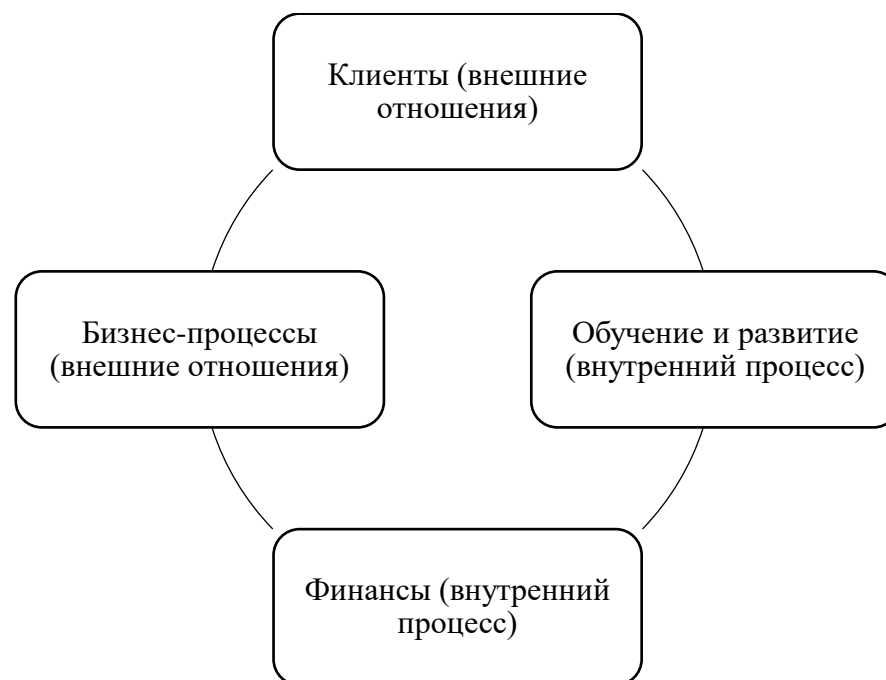 Клиенты (внешние
отношения)
Бизнес-процессы
(внешние отношения)
Обучение и развитие
(внутренний процесс)
Финансы (внутренний
процесс)